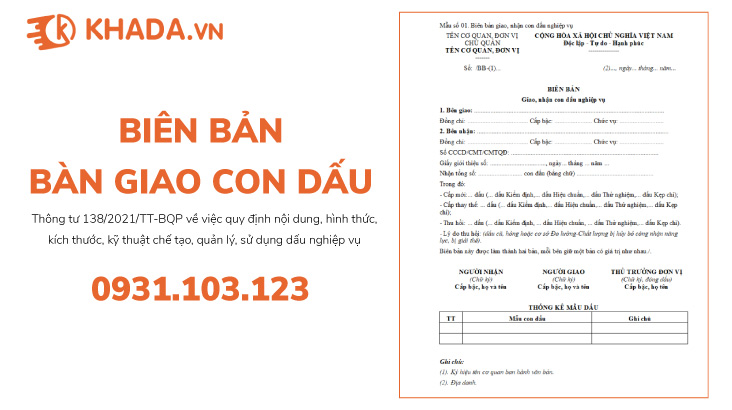 KHADA.VN
BIÊN BẢN
BÀN GIAO CON DẤU
Thông tư 138/2021/TT-BQP về việc quy định nội dung, hình thức,
kích thước, kỹ thuật chế tạo, quản lý, sử dụng dấu nghiệp vụ
0931.103.123
Mẫu số 01. Biên bản giao, nhận con dấu nghiệp vụ
TÊN CƠ QUAN, ĐƠN VỊ
CHỦ QUẢN
TÊN CƠ QUAN, ĐƠN VỊ
-------
CỘNG HÒA XÃ HỘI CHỦ NGHĨA VIỆT NAM
Độc lập - Tự do - Hạnh phúc
---------------
Số: /BB-(1)...
(2)...., ngày... tháng... năm...
BIÊN BẢN
Giao, nhận con dấu nghiệp vụ
1. Bên giao: ...
Đồng chí: ... Cấp bậc: ... Chức vụ: ...
2. Bên nhận: ...
Đồng chí: ... Cấp bậc: ... Chức vụ: ...
Số CCCD/CMT/CMTQĐ: ...
Giấy giới thiệu số: ..., ngày... tháng ... năm ...
Nhận tổng số: ... con dấu (bằng chữ) ...
Trong đó:
- Cấp mới.... dấu (... dấu Kiểm định,... dấu Hiệu chuẩn,... dấu Thử nghiệm,... dấu Kẹp chì);
- Cấp thay thế: ... dấu (... dấu Kiểm định, ... dấu Hiệu chuẩn, ... dấu Thử nghiệm,... dấu Kẹp chì);
- Thu hồi: ... dấu (... dấu Kiểm định, ... dấu Hiệu chuẩn, ... dấu Thử nghiệm,... dấu Kẹp chì);
- Lý do thu hồi (dấu cũ, hỏng hoặc cơ sở Đo lường-Chất lượng bị hủy bỏ công nhận năng
lực, bị giải thể).
Biên bản này được làm thành hai bản, mỗi bên giữ một bản có giá trị như nhau./.
NGƯỜI NHẬN
(Chữ ký)
Cấp bậc, họ và tên
NGƯỜI GIAO
(Chữ ký)
Cấp bậc, họ và tên
THỦ TRƯỞNG ĐƠN VỊ
(Chữ ký, đóng dấu)
Cấp bậc, họ tên
THỐNG KÊ MẪU DẤU
TT Mẫu con dấu Ghi chú
Ghi chú:
(1). Ký hiệu tên cơ quan ban hành văn bản.
(2). Địa danh.